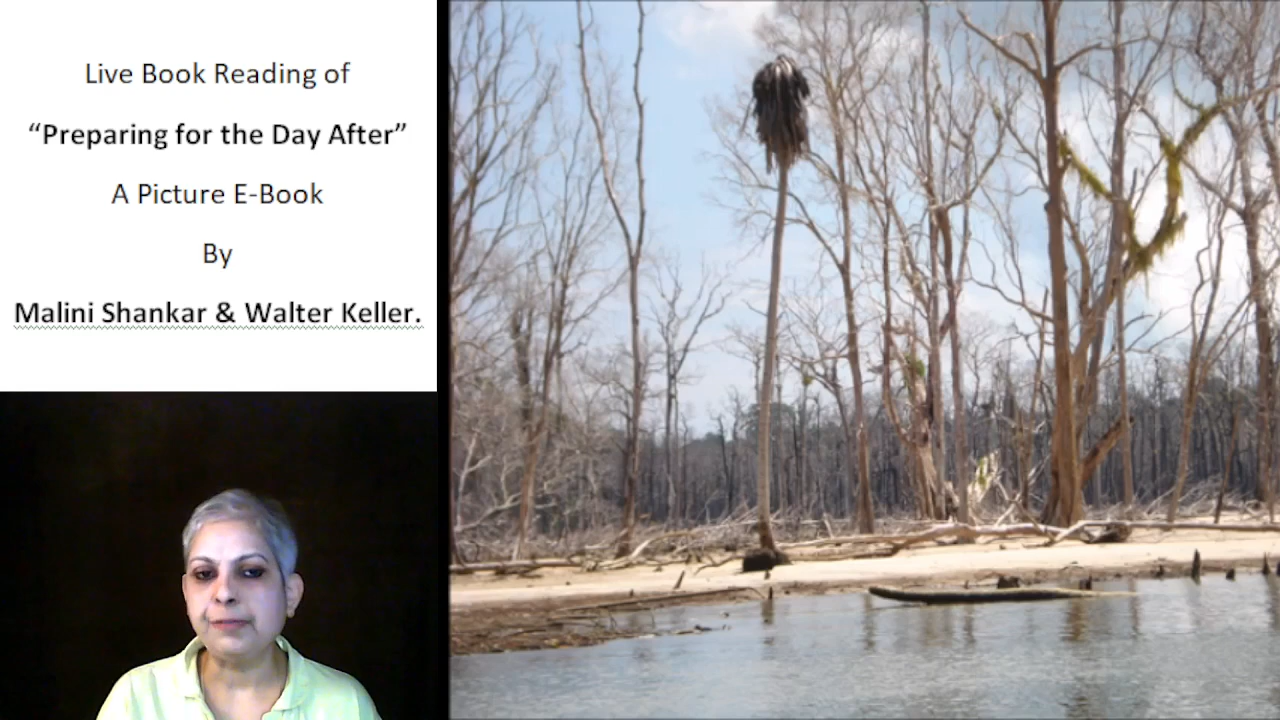 Live Book Reading of
“Preparing for the Day After”
A Picture E-Book
By
Malini Shankar & Walter Keller.